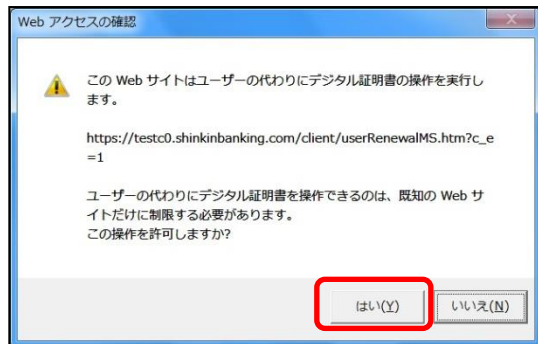 Web アクセスの確認
この Web サイトはユーザーの代わりにデジタル証明書の操作を実行し
ます。
https://testc0.shinkinbanking.com/client/userRenewalMS.htm?c_e
=1
ユーザーの代わりにデジタル証明書を操作できるのは、既知の Web サ
イトだけに制限する必要があります。
この操作を許可しますか?
はい(Y) いいえ(N)